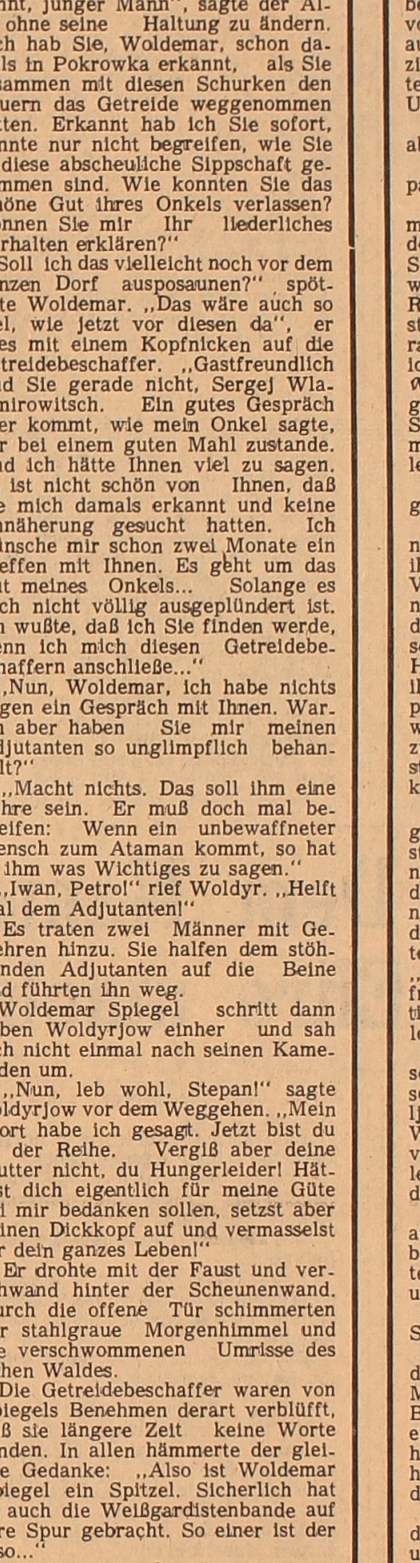 nnt, junger Mann", sagte der Al-
ohne seine Haltung zu ändern.
ch hab Sie, Woldemar, schon da-
ls in Pokrowka erkannt, als Sie
sammen mit diesen Schurken den
uern das Getreide weggenommen
ten. Erkannt hab ich Sie sofort,
nnte nur nicht begreifen, wie Sie
diese abscheuliche Sippschaft ge-
mmen sind. Wie konnten Sie das
höne Gut ihres Onkels verlassen?
önnen Sie mir Ihr liederliches
rhalten erklären?"
Soll ich das vielleicht noch vor dem
nzen Dorf ausposaunen?" spöt-
te Woldemar. „Das wäre auch so
el, wie jetzt vor diesen da", er
es mit einem Kopfnicken auf die
treidebeschaffer. „Gastfreundlich
d Sie gerade nicht, Sergej Wla-
mirowitsch. Ein gutes Gespräch
er kommt, wie mein Onkel sagte,
r bei einem guten Mahl zustande.
d ich hätte Ihnen viel zu sagen.
ist nicht schön von Ihnen, daß
e mich damals erkannt und keine
näherung gesucht hatten. Ich
ünsche mir schon zwei Monate ein
effen mit Ihnen. Es geht um das
ut meines Onkels... Solange es
ch nicht völlig ausgeplündert ist.
h wußte, daß ich Sie finden werde,
enn ich mich diesen Getreidebe-
haffern anschließe..."
„Nun, Woldemar, ich habe nichts
gen ein Gespräch mit Ihnen. War-
n aber haben Sie mir meinen
djutanten so unglimpflich behan-
lt?"
„Macht nichts. Das soll ihm eine
hre sein. Er muß doch mal be-
eifen: Wenn ein unbewaffneter
ensch zum Ataman kommt, so hat
ihm was Wichtiges zu sagen."
„Iwan, Petro!" rief Woldyr. „Helft
al dem Adjutanten!"
Es traten zwei Männer mit Ge-
ehren hinzu. Sie halfen dem stöh-
nden Adjutanten auf die Beine
d führten ihn weg.
Woldemar Spiegel schritt dann
ben Woldyrjow einher und sah
ch nicht einmal nach seinen Kame-
den um.
„Nun, leb wohl, Stepan!" sagte
oldyrjow vor dem Weggehen. „Mein
ort habe ich gesagt. Jetzt bist du
der Reihe. Vergiß aber deine
utter nicht, du Hungerleider! Hät-
st dich eigentlich für meine Güte
i mir bedanken sollen, setzst aber
inen Dickkopf auf und vermasselst
r dein ganzes Leben!"
Er drohte mit der Faust und ver-
hwand hinter der Scheunenwand.
urch die offene Tür schimmerten
r stahlgraue Morgenhimmel und
e verschwommenen Umrisse des
hen Waldes.
Die Getreidebeschaffer waren von
piegels Benehmen derart verblüfft,
ß sie längere Zeit keine Worte
nden. In allen hämmerte der glei-
e Gedanke: „Also ist Woldemar
piegel ein Spitzel. Sicherlich hat
auch die Weißgardistenbande auf
re Spur gebracht. So einer ist der
so..."